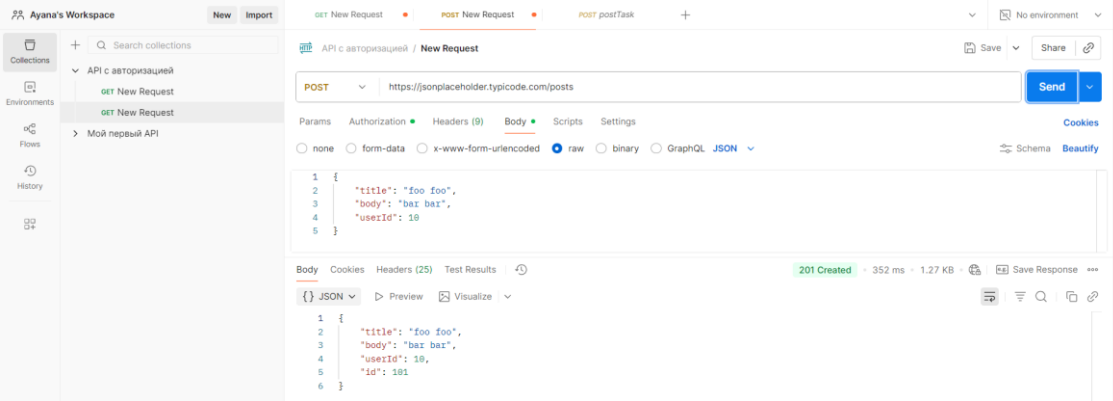 Ayana's Workspace New Import GET New Request POST New Request POST postTask No environment
Collections Search collections API с авторизацией / New Request Save Share
API с авторизацией
GET New Request POST https://jsonplaceholder.typicode.com/posts Send
Environments
GET New Request
Мой первый API Params Authorization Headers (9) Body Scripts Settings Cookies
Flows
none form-data x-www-form-urlencoded raw binary GraphQL JSON Schema Beautify
History
1 {
2 "title": "foo foo",
3 "body": "bar bar",
4 "userId": 10
5 }
Body Cookies Headers (25) Test Results 201 Created 352 ms 1.27 KB e.g. Save Response
{} JSON Preview Visualize
1 {
2 "title": "foo foo",
3 "body": "bar bar",
4 "userId": 10,
5 "id": 101
6 }